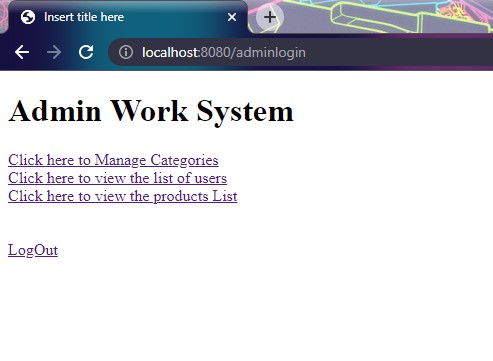 Insert title here
localhost:8080/adminlogin
Admin Work System
Click here to Manage Categories
Click here to view the list of users
Click here to view the products List
LogOut